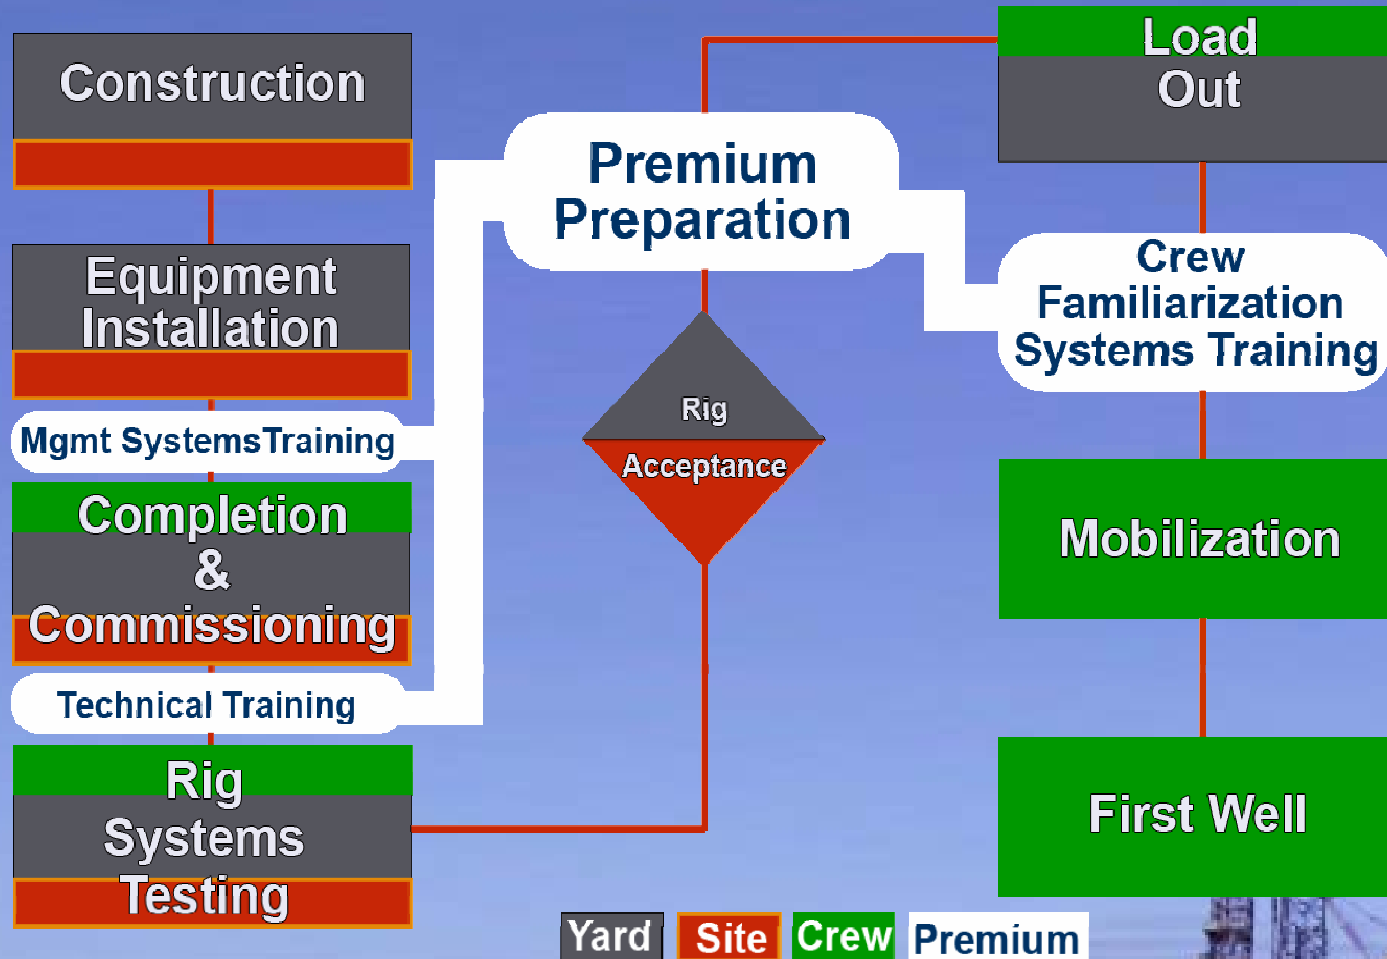 Construction
Equipment
Installation
Mgmt SystemsTraining
Completion
&
Commissioning
Technical Training
Rig
Systems
Testing
Premium
Preparation
Rig
Acceptance
Load
Out
Crew
Familiarization
Systems Training
Mobilization
First Well
Yard
Site
Crew
Premium